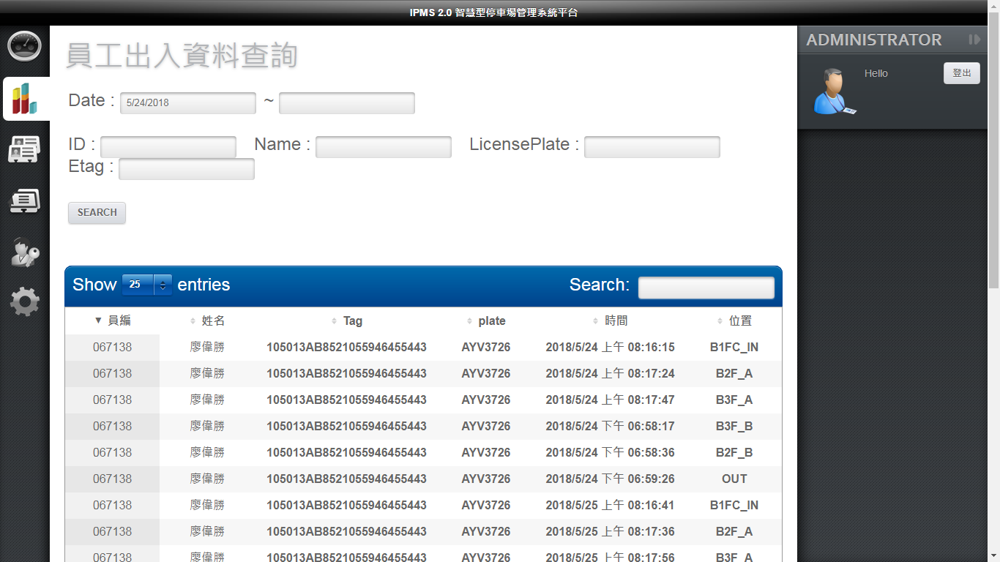 IPMS 2.0 智慧型停車場管理系統平台
員工出入資料查詢
ADMINISTRATOR
Hello
登出
Date : 5/24/2018 ~
ID : Name : LicensePlate :
Etag :
SEARCH
Show 25 entries Search:
員編 姓名 Tag plate 時間 位置
067138 廖偉勝 105013AB8521055946455443 AYV3726 2018/5/24 上午 08:16:15 B1FC_IN
067138 廖偉勝 105013AB8521055946455443 AYV3726 2018/5/24 上午 08:17:24 B2F_A
067138 廖偉勝 105013AB8521055946455443 AYV3726 2018/5/24 上午 08:17:47 B3F_A
067138 廖偉勝 105013AB8521055946455443 AYV3726 2018/5/24 下午 06:58:17 B3F_B
067138 廖偉勝 105013AB8521055946455443 AYV3726 2018/5/24 下午 06:58:36 B2F_B
067138 廖偉勝 105013AB8521055946455443 AYV3726 2018/5/24 下午 06:59:26 OUT
067138 廖偉勝 105013AB8521055946455443 AYV3726 2018/5/25 上午 08:16:41 B1FC_IN
067138 廖偉勝 105013AB8521055946455443 AYV3726 2018/5/25 上午 08:17:36 B2F_A
067138 廖偉勝 105013AB8521055946455443 AYV3726 2018/5/25 上午 08:17:56 B3F_A